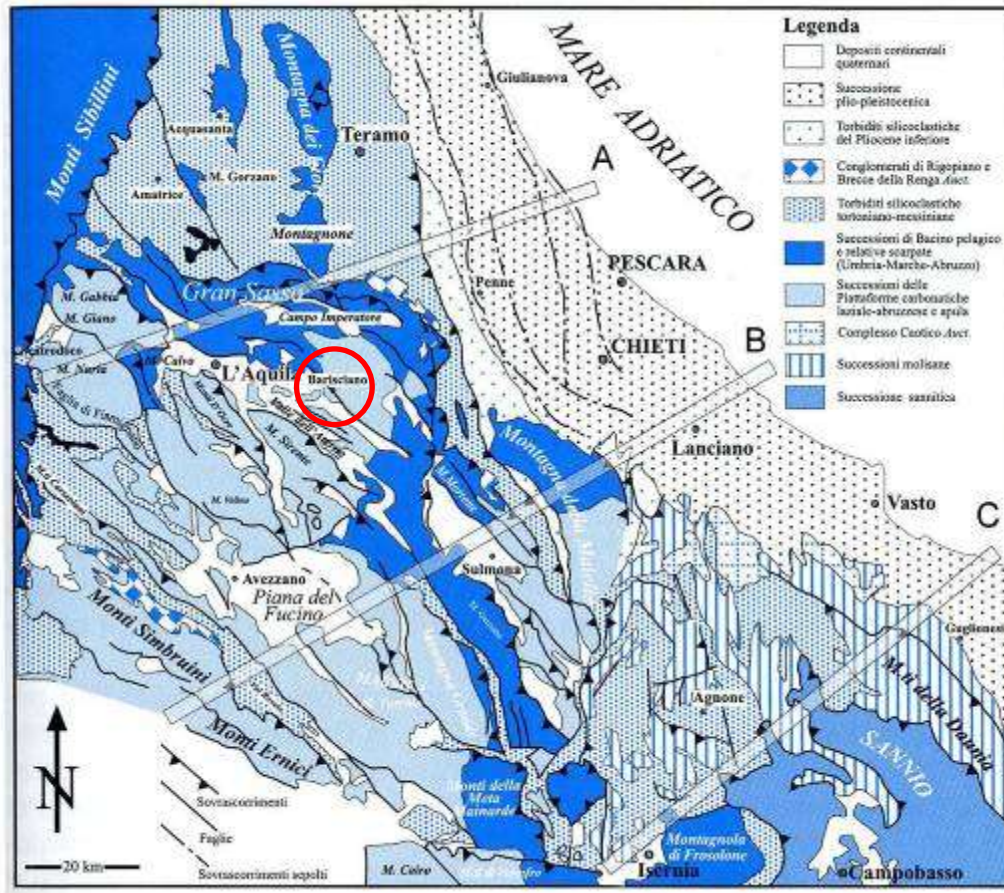 Legenda
Depositi continentali
quaternari
Successione
plio-pleistocenica
Torbiditi silicoclastiche
del Pliocene inferiore
Conglomerati di Rigopiano e
Brecce della Renga Auct.
Torbiditi silicoclastiche
tortoniano-messiniane
Successioni di Bacino pelagico
e relative scarpate
(Umbria-Marche-Abruzzo)
Successioni delle
Piattaforme carbonatiche
laziale-abruzzese e apula
Complesso Caotico Auct.
Successioni molisane
Successione sannitica
MARE ADRIATICO
Giulianova
Monti Sibillini
Montagna dei
Acquasanta
Teramo
M. Gorzano
Amatrice
A
Montagnone
PESCARA
Gran Sasso
Penne
M. Gabbia
M. Giano
Campo Imperatore
CHIETI
B
M. Calvo
M. Nuria
L'Aquila
Barisciano
M. Sirente
Lanciano
Vasto
C
M. Velino
M. Morrone
Sulmona
Avezzano
Piana del
Fucino
Monti Simbruini
Agnone
M.ti della Daunia
SANNIO
Monti Ernici
N
Monti della
Meta
Mainarde
Montagnola
di Frosolone
Isernia
Campobasso
M. Cairo
Sovrascorrimenti
Faglie
Sovrascorrimenti sepolti
20 km